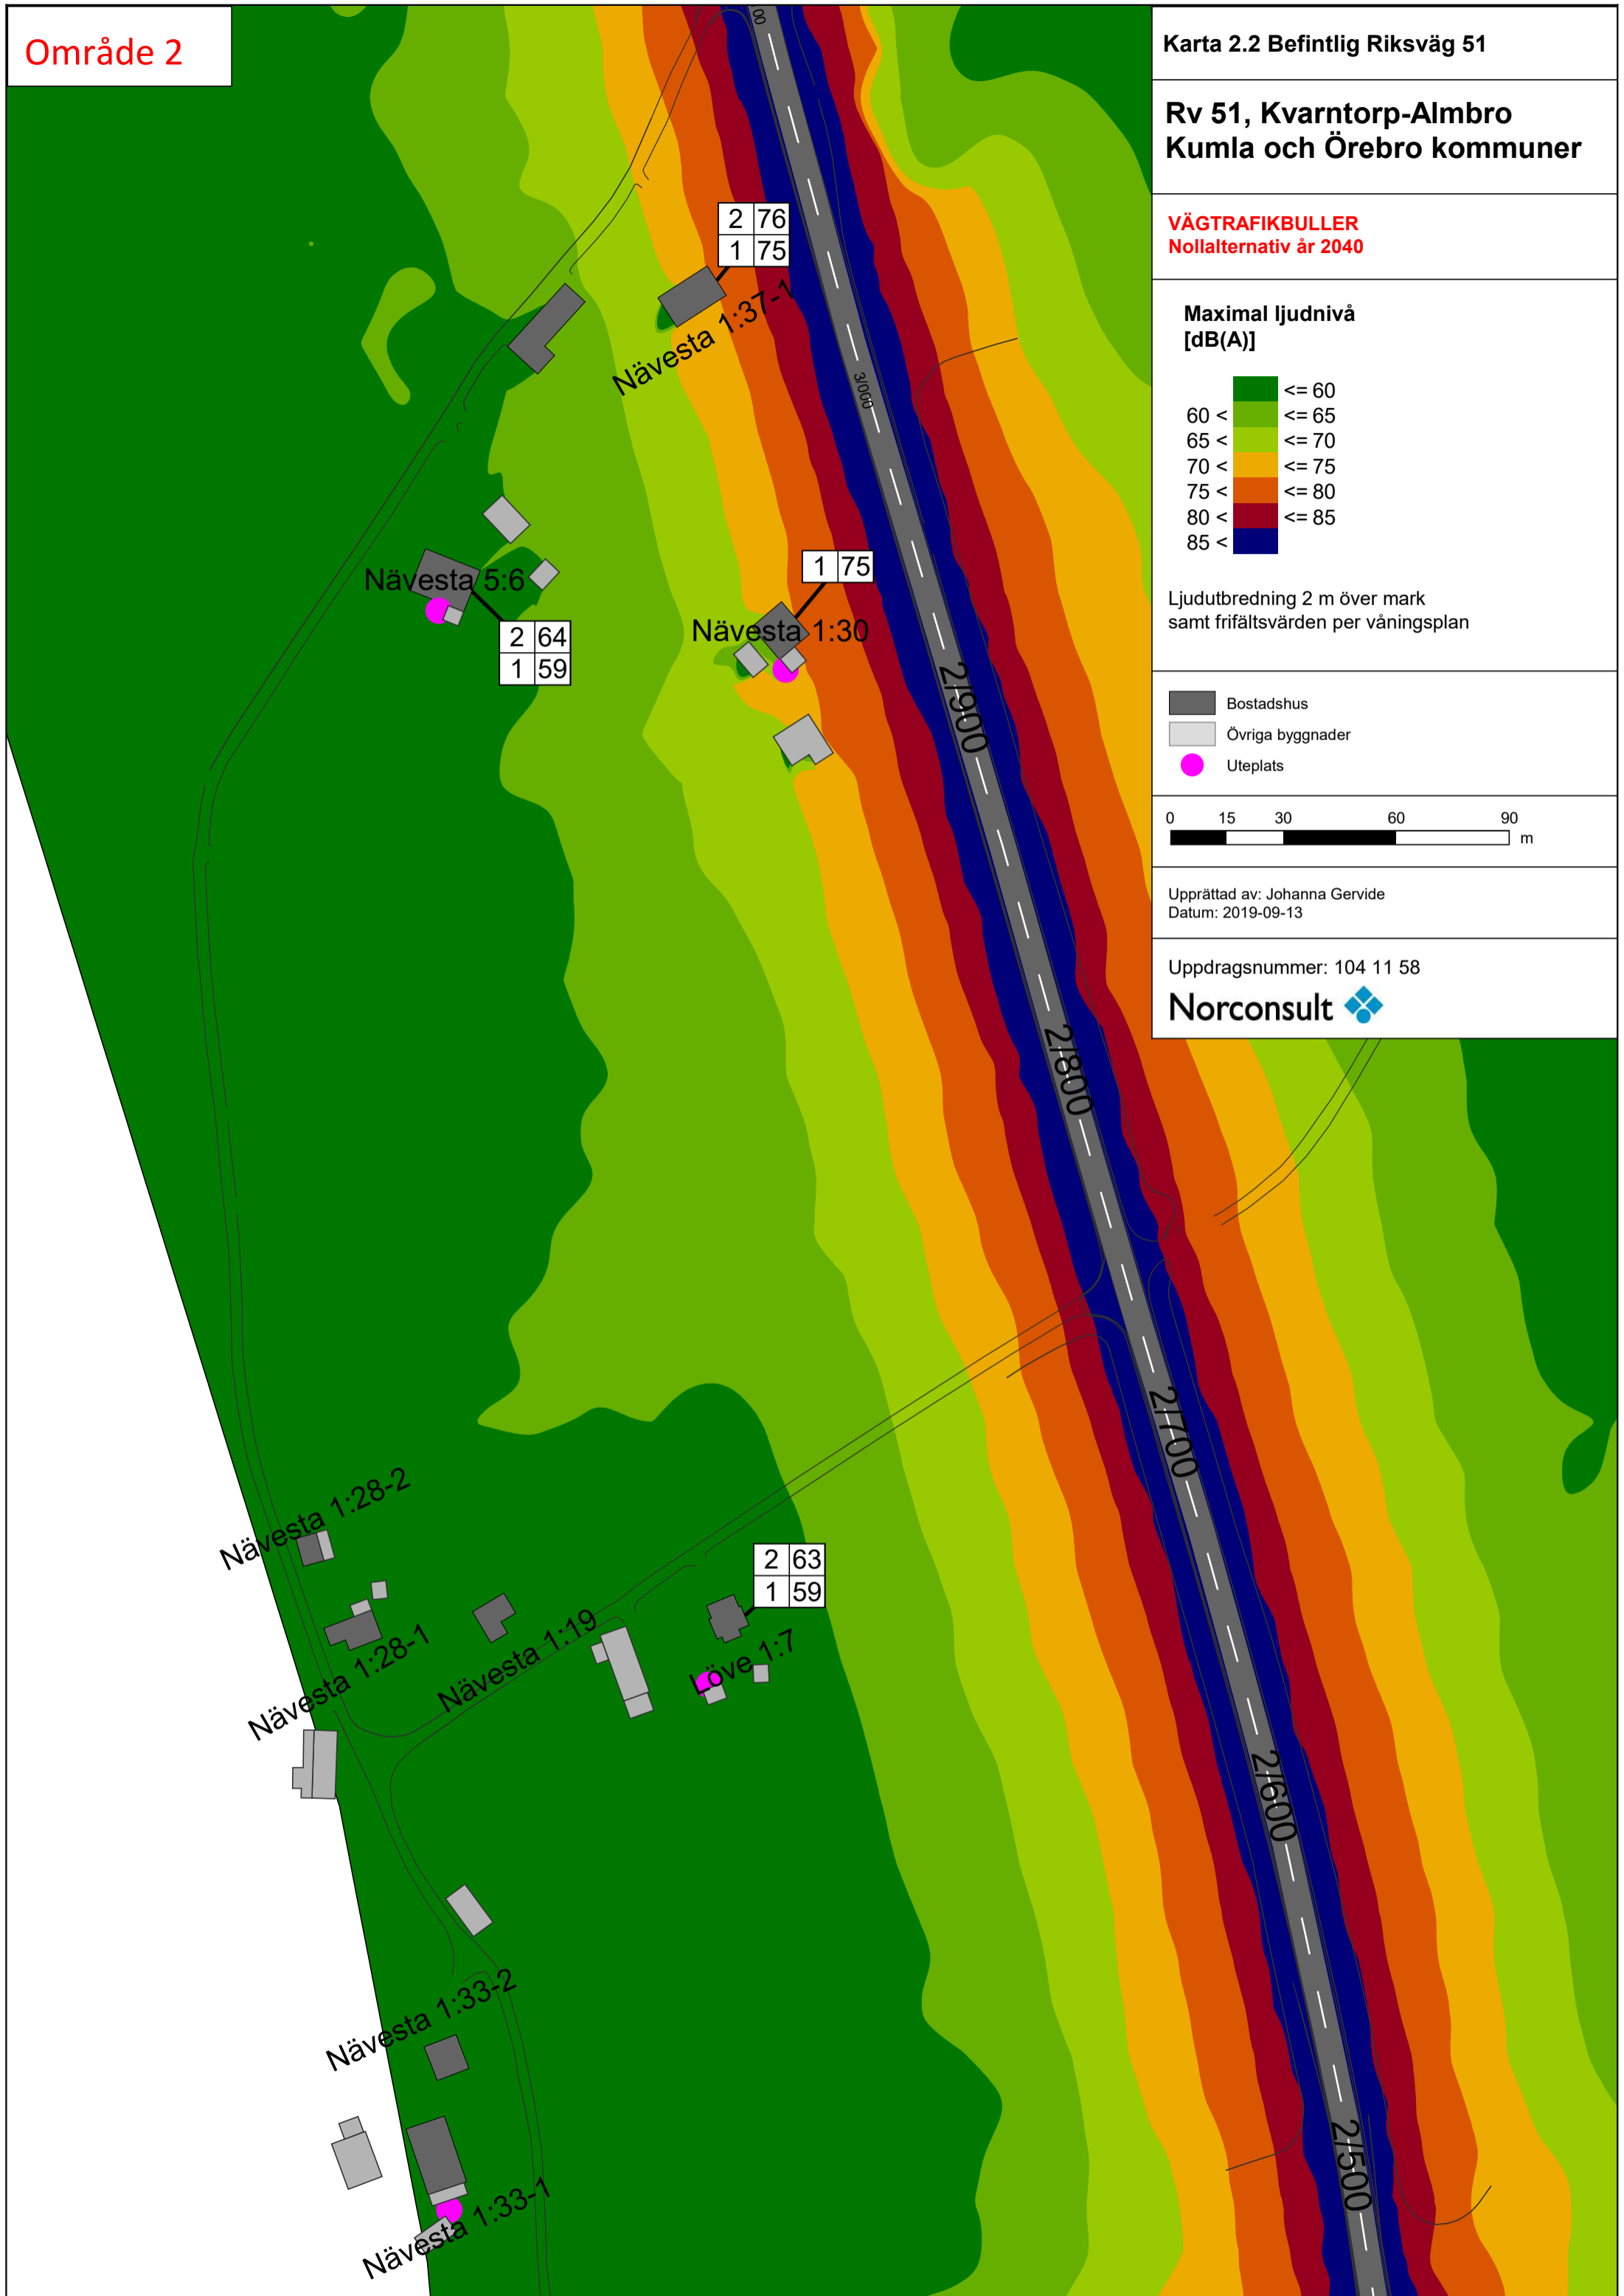 Område 2
Karta 2.2 Befintlig Riksväg 51
Rv 51, Kvarntorp-Almbro
Kumla och Örebro kommuner
VÄGTRAFIKBULLER
Nollalternativ år 2040
Maximal ljudnivå
[dB(A)]
<= 60
60 < <= 65
65 < <= 70
70 < <= 75
75 < <= 80
80 < <= 85
85 <
Ljudutbredning 2 m över mark
samt frifältsvärden per våningsplan
Bostadshus
Övriga byggnader
Uteplats
0 15 30 60 90
m
Upprättad av: Johanna Gervide
Datum: 2019-09-13
Uppdragsnummer: 104 11 58
Norconsult
00
2 76
1 75
Nävesta 1:37-1
3/000
Nävesta 5:6
2 64
1 59
1 75
Nävesta 1:30
2/900
2/800
2/700
Nävesta 1:28-2
Nävesta 1:28-1
Nävesta 1:19
2 63
1 59
Löve 1:7
2/600
Nävesta 1:33-2
2/500
Nävesta 1:33-1